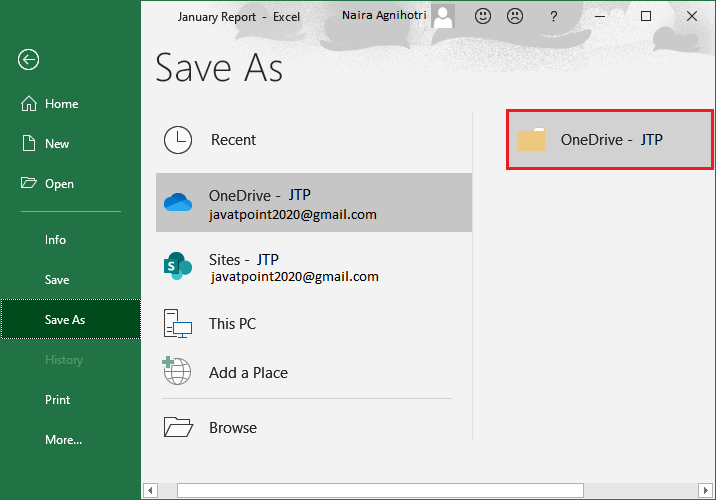 January Report - Excel
Naira Agnihotri
?
Save As
Home
New
Open
Info
Save
Save As
History
Print
More...
Recent
OneDrive - JTP
javatpoint2020@gmail.com
S
Sites - JTP
javatpoint2020@gmail.com
This PC
Add a Place
Browse
OneDrive - JTP